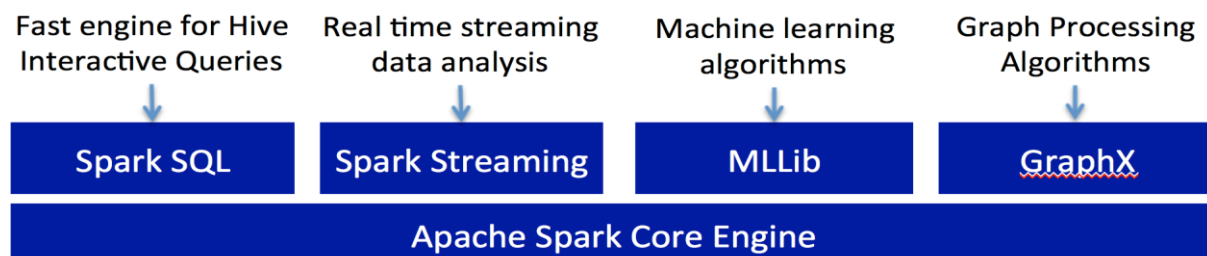 Fast engine for Hive
Interactive Queries
Real time streaming
data analysis
Machine learning
algorithms
Graph Processing
Algorithms
Spark SQL
Spark Streaming
MLLib
GraphX
Apache Spark Core Engine